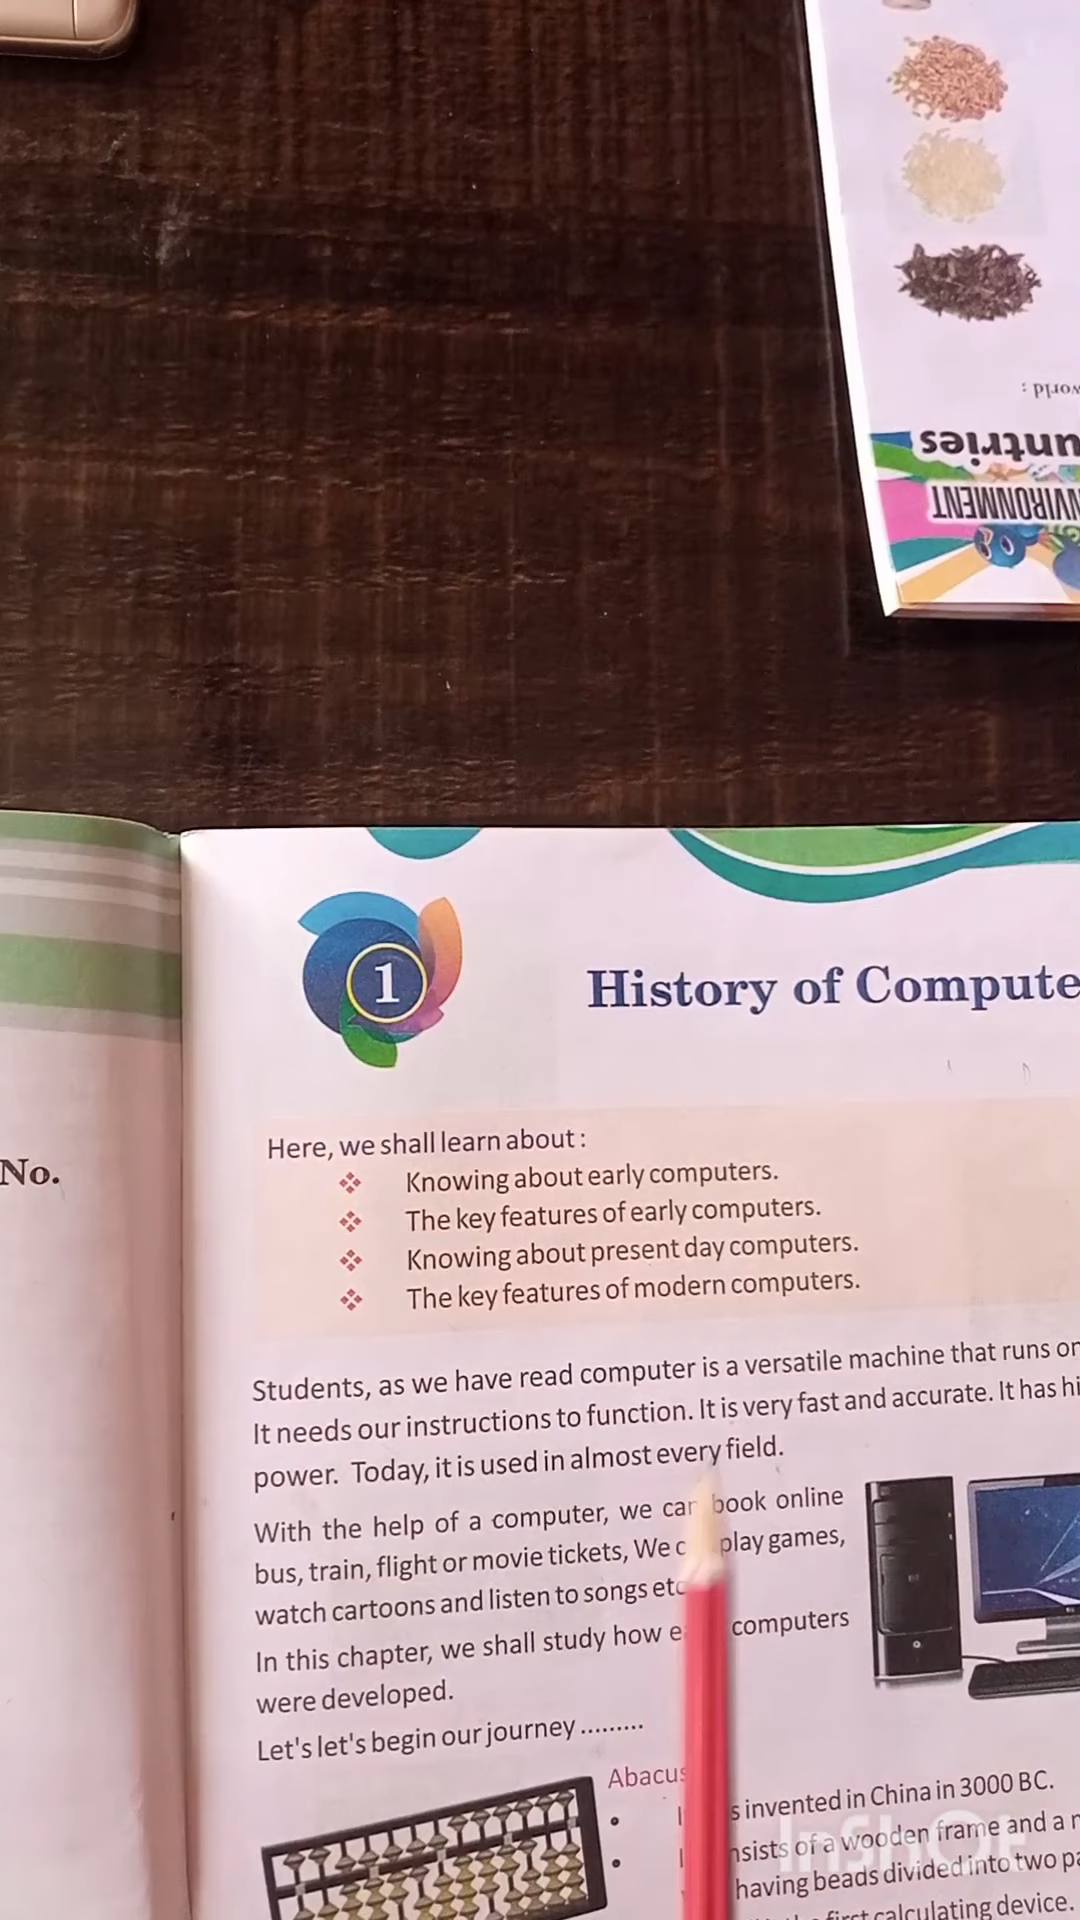 world :
untries
NVIRONMENT
1
History of Compute
No.
Here, we shall learn about :
Knowing about early computers.
The key features of early computers.
Knowing about present day computers.
The key features of modern computers.
Students, as we have read computer is a versatile machine that runs on
It needs our instructions to function. It is very fast and accurate. It has hi
power. Today, it is used in almost every field.
With the help of a computer, we can book online
bus, train, flight or movie tickets, We c play games,
watch cartoons and listen to songs etc
In this chapter, we shall study how e computers
were developed.
Let's let's begin our journey .........
Abacus
• I s invented in China in 3000 BC.
• I nsists of a wooden frame and a
having beads divided into two pa
first calculating device.
InShOt